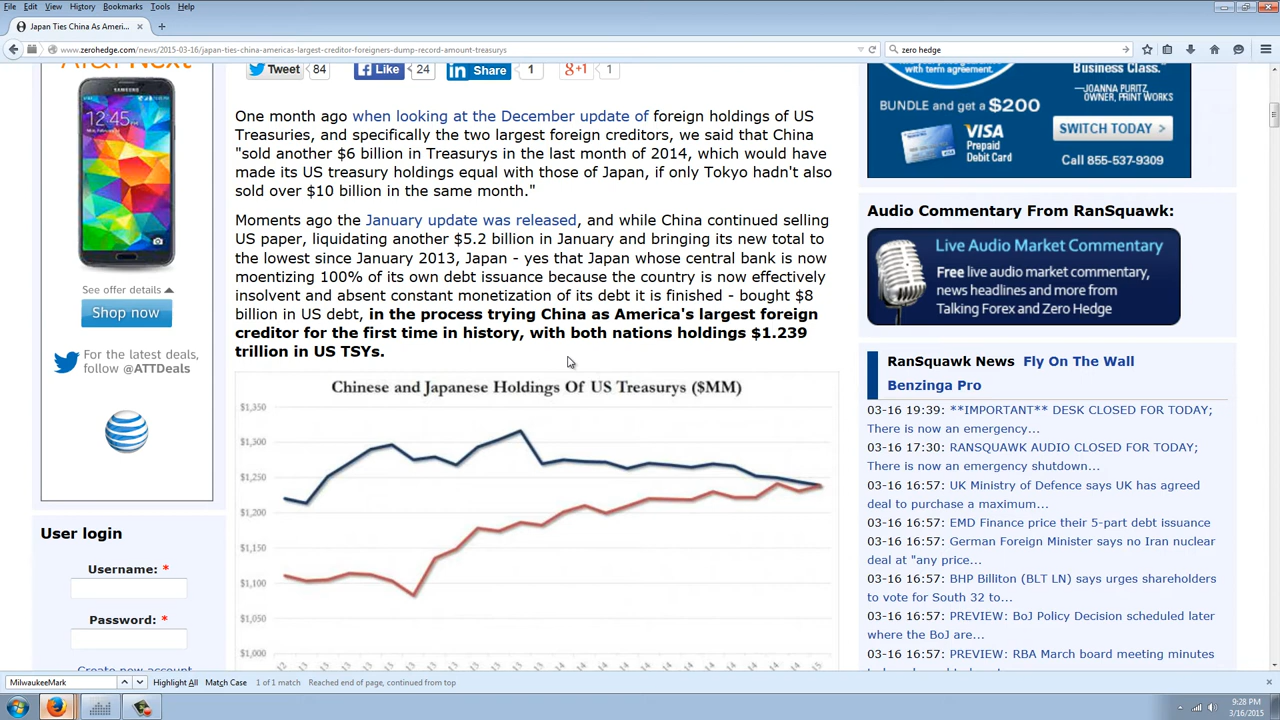 File Edit View History Bookmarks Tools Help
Japan Ties China As Ameri... × +
www.zerohedge.com/news/2015-03-16/japan-ties-china-americas-largest-creditor-foreigners-dump-record-amount-treasurys
zero hedge
AT&T Next
12:45
See offer details
Shop now
For the latest deals,
follow @ATTDeals
User login
Username: *
Password: *
Create new account
Tweet 84 Like 24 Share 1 g+1 1
One month ago when looking at the December update of foreign holdings of US
Treasuries, and specifically the two largest foreign creditors, we said that China
"sold another $6 billion in Treasurys in the last month of 2014, which would have
made its US treasury holdings equal with those of Japan, if only Tokyo hadn't also
sold over $10 billion in the same month."
Moments ago the January update was released, and while China continued selling
US paper, liquidating another $5.2 billion in January and bringing its new total to
the lowest since January 2013, Japan - yes that Japan whose central bank is now
moentizing 100% of its own debt issuance because the country is now effectively
insolvent and absent constant monetization of its debt it is finished - bought $8
billion in US debt, in the process trying China as America's largest foreign
creditor for the first time in history, with both nations holdings $1.239
trillion in US TSYs.
Chinese and Japanese Holdings Of US Treasurys ($MM)
$1,350
$1,300
$1,250
$1,200
$1,150
$1,100
$1,050
$1,000
with term agreement.
Business Class."
—JOANNA PURITZ,
OWNER, PRINT WORKS
BUNDLE and get a $200
VISA
Prepaid
Debit Card
SWITCH TODAY >
Call 855-537-9309
Audio Commentary From RanSquawk:
Live Audio Market Commentary
Free live audio market commentary,
news headlines and more from
Talking Forex and Zero Hedge
RanSquawk News Fly On The Wall
Benzinga Pro
03-16 19:39: **IMPORTANT** DESK CLOSED FOR TODAY;
There is now an emergency...
03-16 17:30: RANSQUAWK AUDIO CLOSED FOR TODAY;
There is now an emergency shutdown...
03-16 16:57: UK Ministry of Defence says UK has agreed
deal to purchase a maximum...
03-16 16:57: EMD Finance price their 5-part debt issuance
03-16 16:57: German Foreign Minister says no Iran nuclear
deal at "any price...
03-16 16:57: BHP Billiton (BLT LN) says urges shareholders
to vote for South 32 to...
03-16 16:57: PREVIEW: BoJ Policy Decision scheduled later
where the BoJ are...
03-16 16:57: PREVIEW: RBA March board meeting minutes
MilwaukeeMark Highlight All Match Case 1 of 1 match Reached end of page, continued from top
9:28 PM
3/16/2015